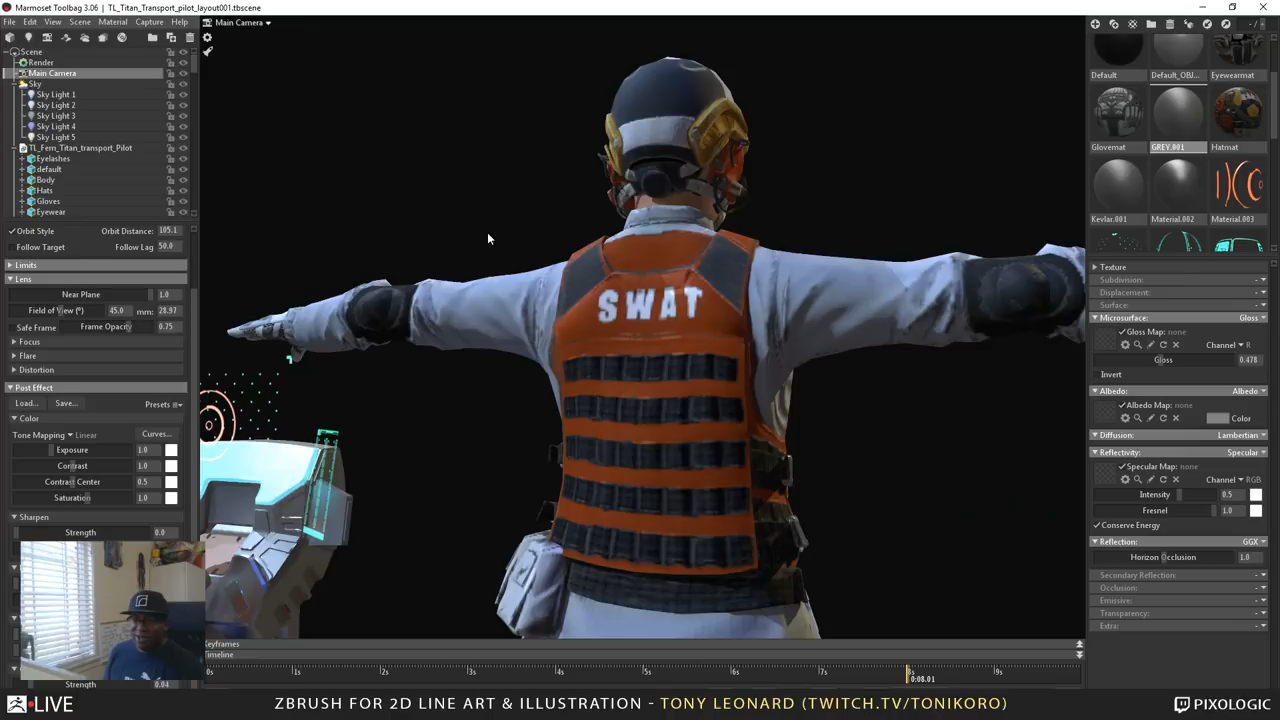 Marmoset Toolbag 3.06 | TL_Titan_Transport_pilot_layout001.tbscene
File Edit View Scene Material Capture Help
Main Camera
Scene
Render
Main Camera
Sky
Sky Light 1
Sky Light 2
Sky Light 3
Sky Light 4
Sky Light 5
TL_Fem_Titan_transport_Pilot
Eyelashes
default
Body
Hats
Gloves
Eyewear
Orbit Style Orbit Distance: 105.1
Follow Target Follow Lag 50.0
Limits
Lens
Near Plane 1.0
Field of View (°) 45.0 mm: 28.97
Safe Frame Frame Opacity 0.75
Focus
Flare
Distortion
Post Effect
Load... Save... Presets
Color
Tone Mapping Linear Curves...
Exposure 1.0
Contrast 1.0
Contrast Center 0.5
Saturation 1.0
Sharpen
Strength 0.0
Strength 0.04
SWAT
Keyframes
Timeline
1s 2s 3s 4s 5s 6s 7s 9s
0:08.01
Default Default_OBJ... Eyewearmat
Glovemat GREY.001 Hatmat
Kevlar.001 Material.002 Material.003
Texture
Subdivision:
Displacement:
Surface:
Microsurface: Gloss
Gloss Map: none
Channel R
Gloss 0.478
Invert
Albedo: Albedo
Albedo Map: none
Color
Diffusion: Lambertian
Reflectivity: Specular
Specular Map: none
Channel RGB
Intensity 0.5
Fresnel 1.0
Conserve Energy
Reflection: GGX
Horizon Occlusion 1.0
Secondary Reflection:
Occlusion:
Emissive:
Transparency:
Extra:
LIVE
ZBRUSH FOR 2D LINE ART & ILLUSTRATION - TONY LEONARD (TWITCH.TV/TONIKORO)
PIXOLOGIC